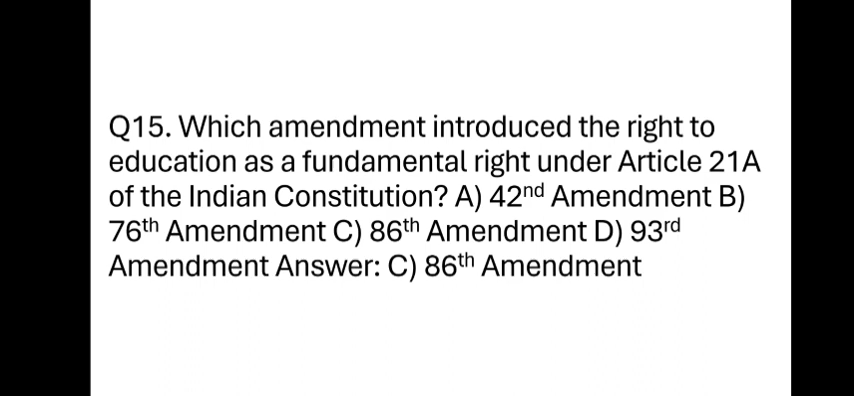 Q15. Which amendment introduced the right to
education as a fundamental right under Article 21A
of the Indian Constitution? A) 42nd Amendment B)
76th Amendment C) 86th Amendment D) 93rd
Amendment Answer: C) 86th Amendment